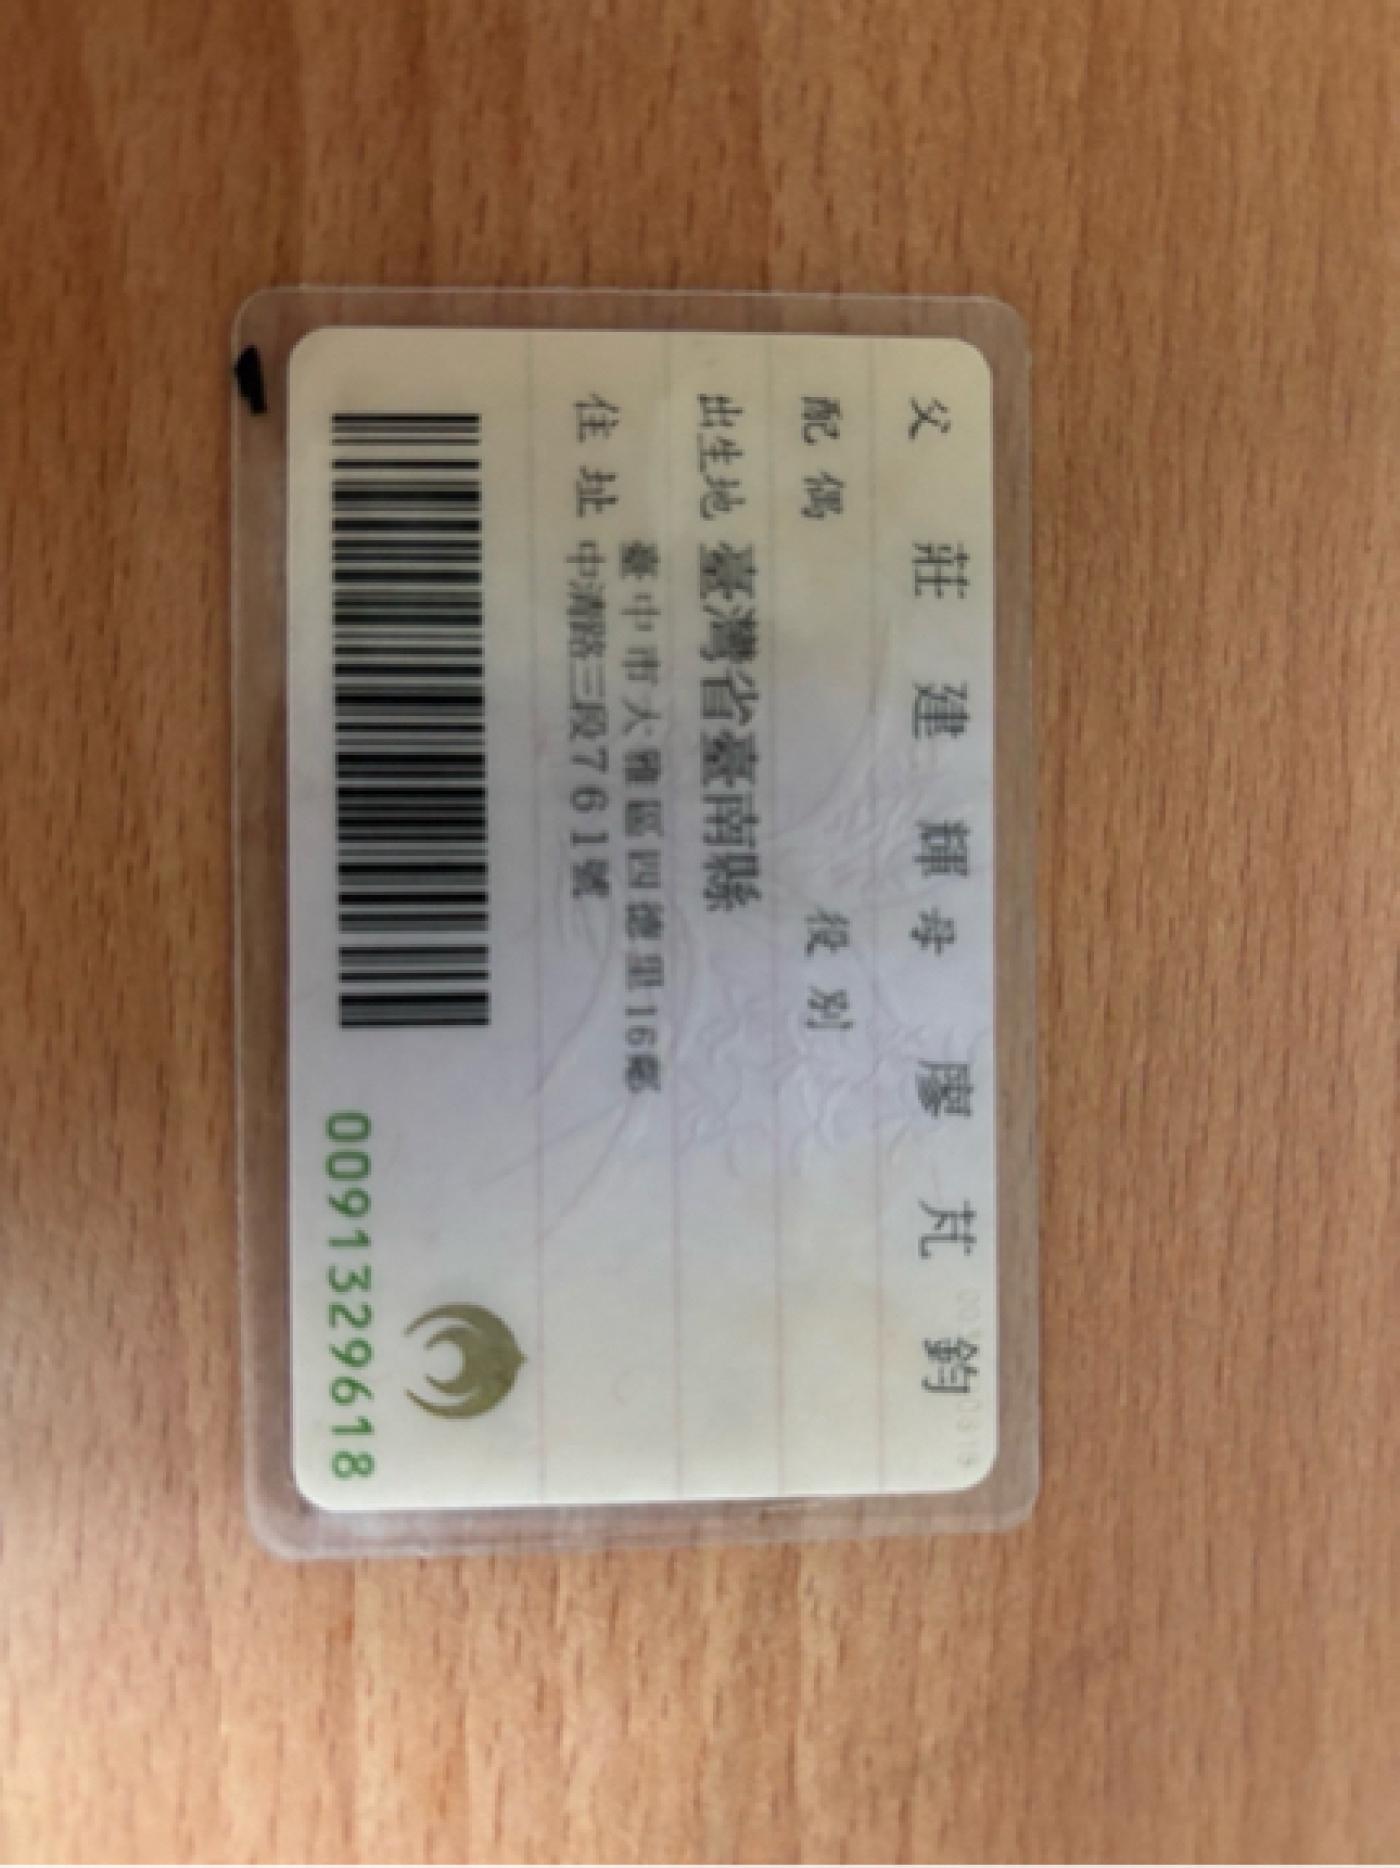 父 莊建輝 母 廖芃鈞
配偶 役別
出生地 臺灣省臺南縣
住址 臺中市大雅區四德里16鄰
中清路三段761號
0091329618